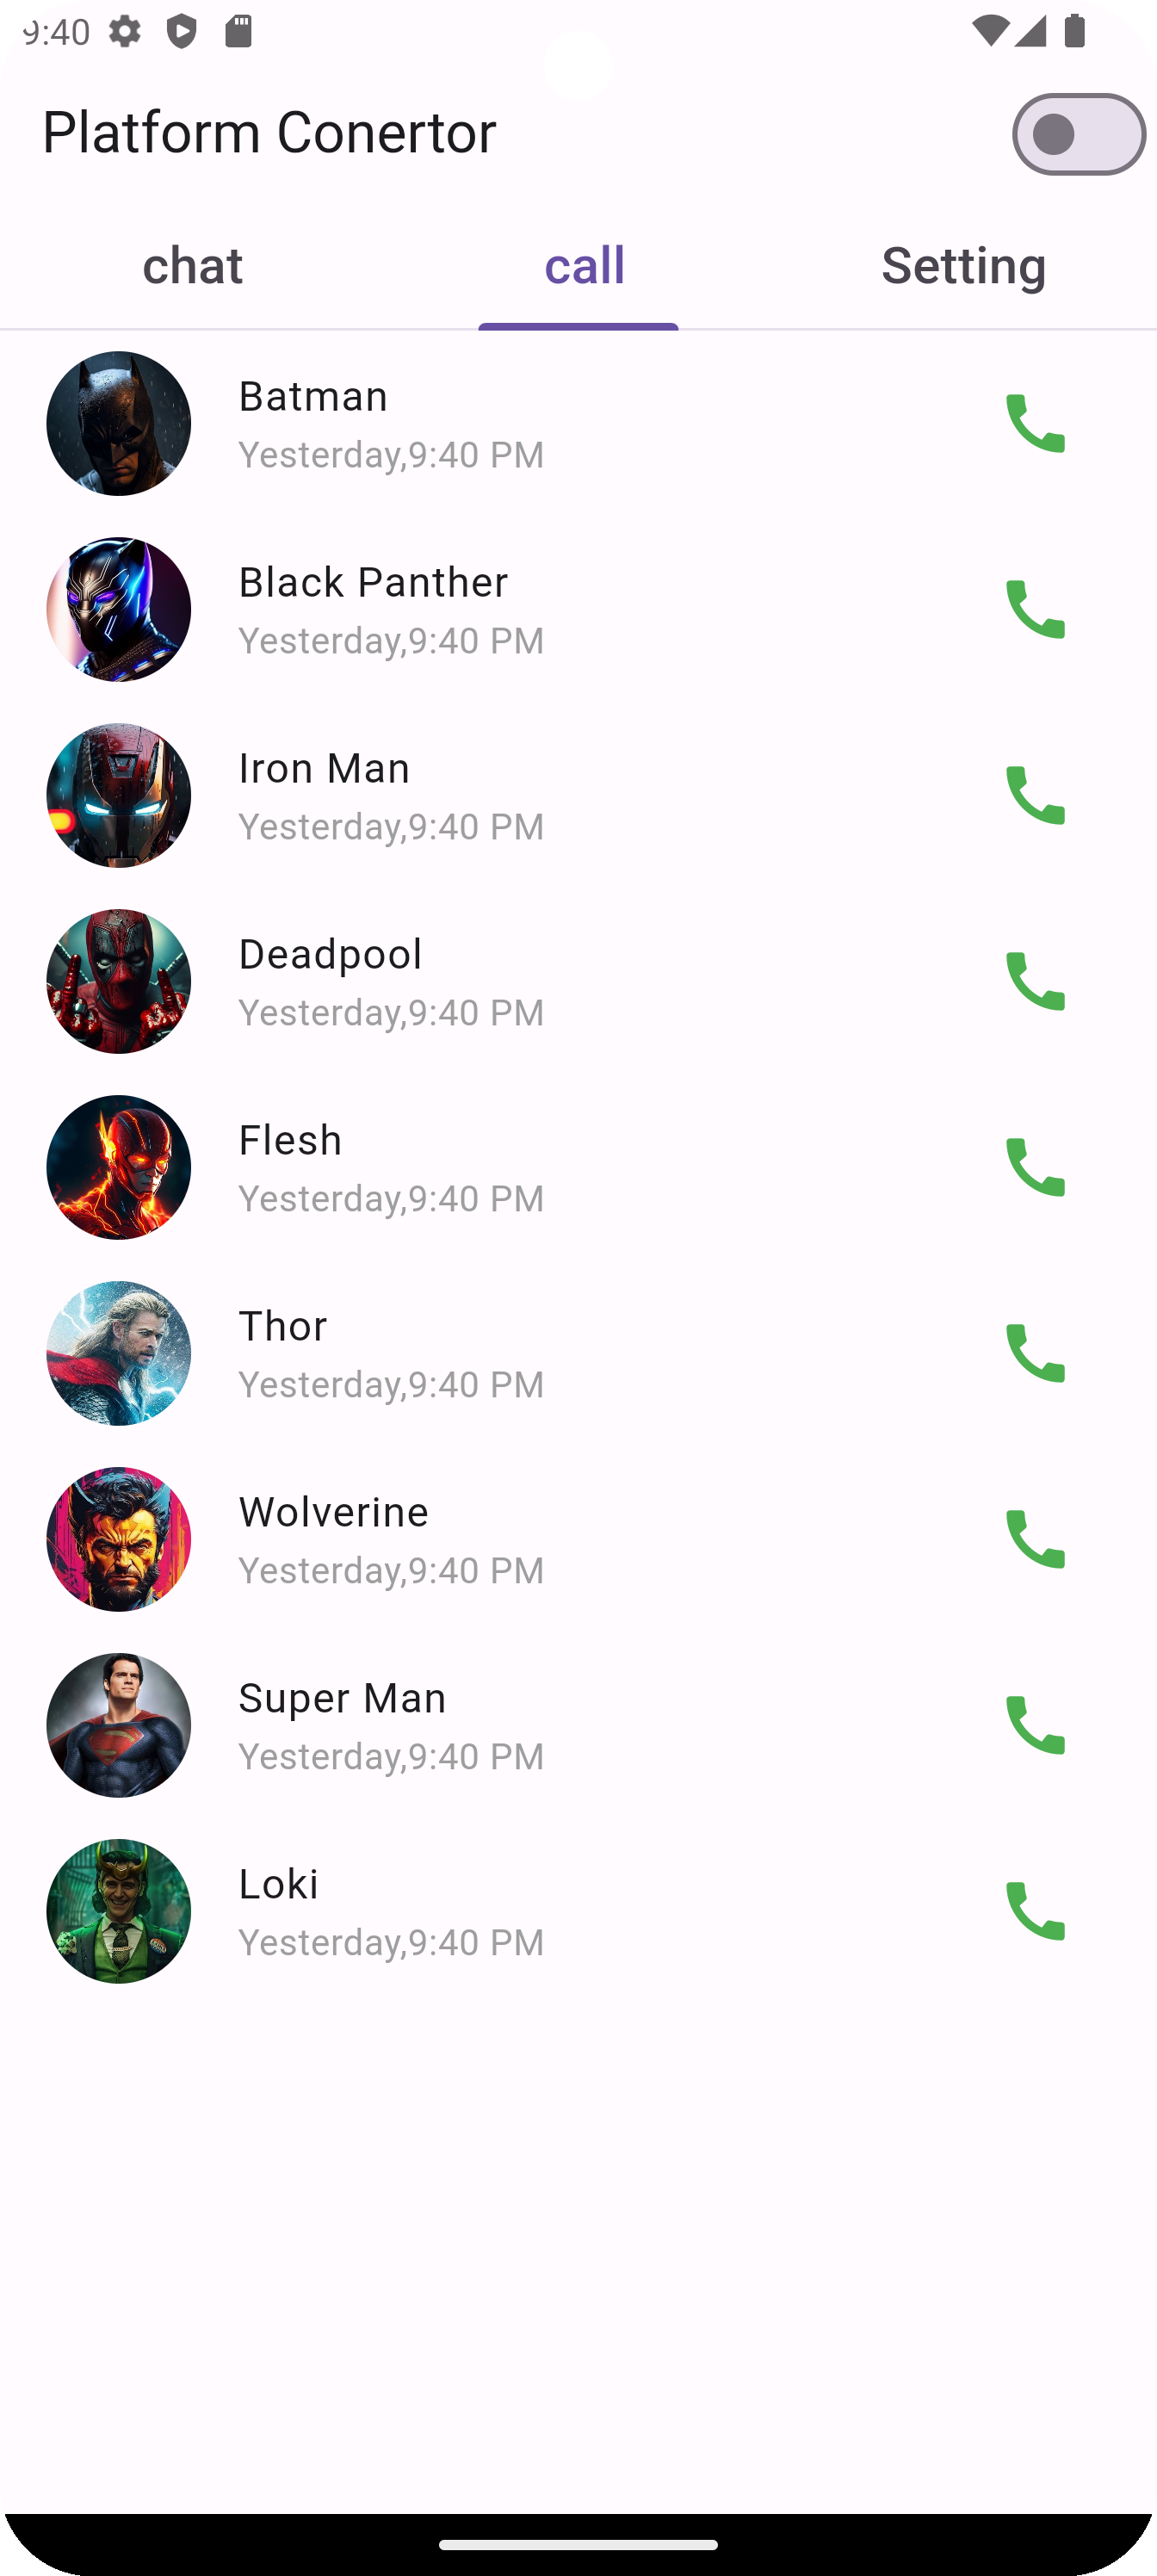 9:40
Platform Conertor
chat call Setting
Batman
Yesterday,9:40 PM
Black Panther
Yesterday,9:40 PM
Iron Man
Yesterday,9:40 PM
Deadpool
Yesterday,9:40 PM
Flesh
Yesterday,9:40 PM
Thor
Yesterday,9:40 PM
Wolverine
Yesterday,9:40 PM
Super Man
Yesterday,9:40 PM
Loki
Yesterday,9:40 PM